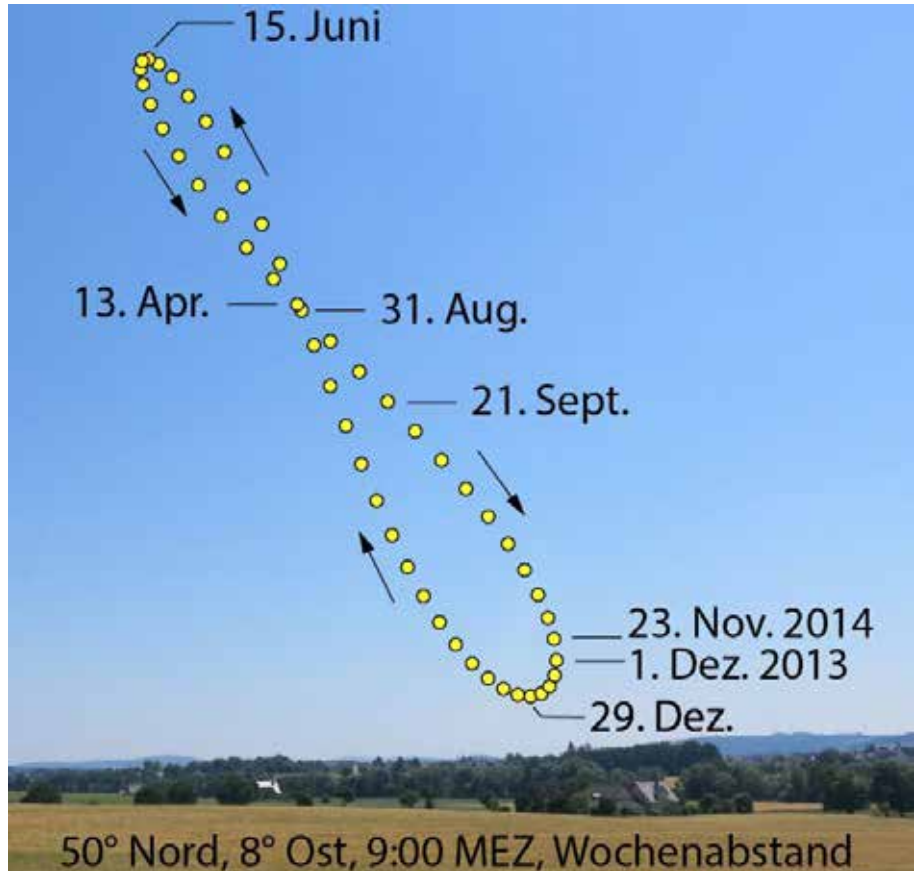 15. Juni
13. Apr.
31. Aug.
21. Sept.
23. Nov. 2014
1. Dez. 2013
29. Dez.
50° Nord, 8° Ost, 9:00 MEZ, Wochenabstand